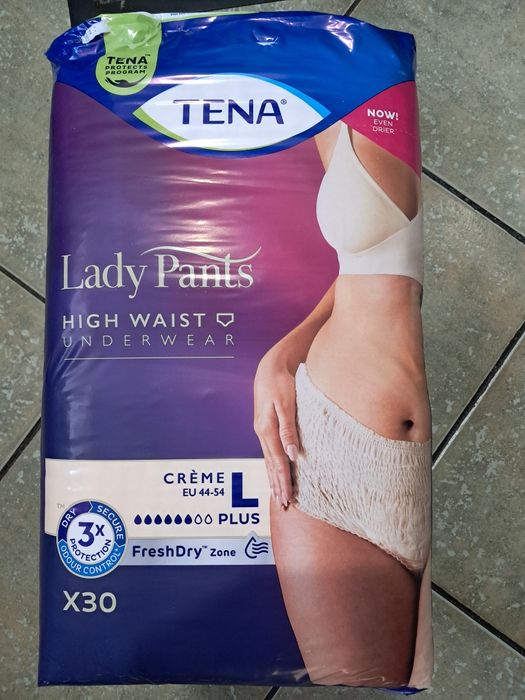 TENA
PROTECTS
PROGRAM
TENA®
NOW!
EVEN
DRIER
Lady Pants
HIGH WAIST
UNDERWEAR
CRÈME
EU 44-54
L
PLUS
DRY SECURE
3x
PROTECTION
ODOUR CONTROL
FreshDry™ Zone
X30